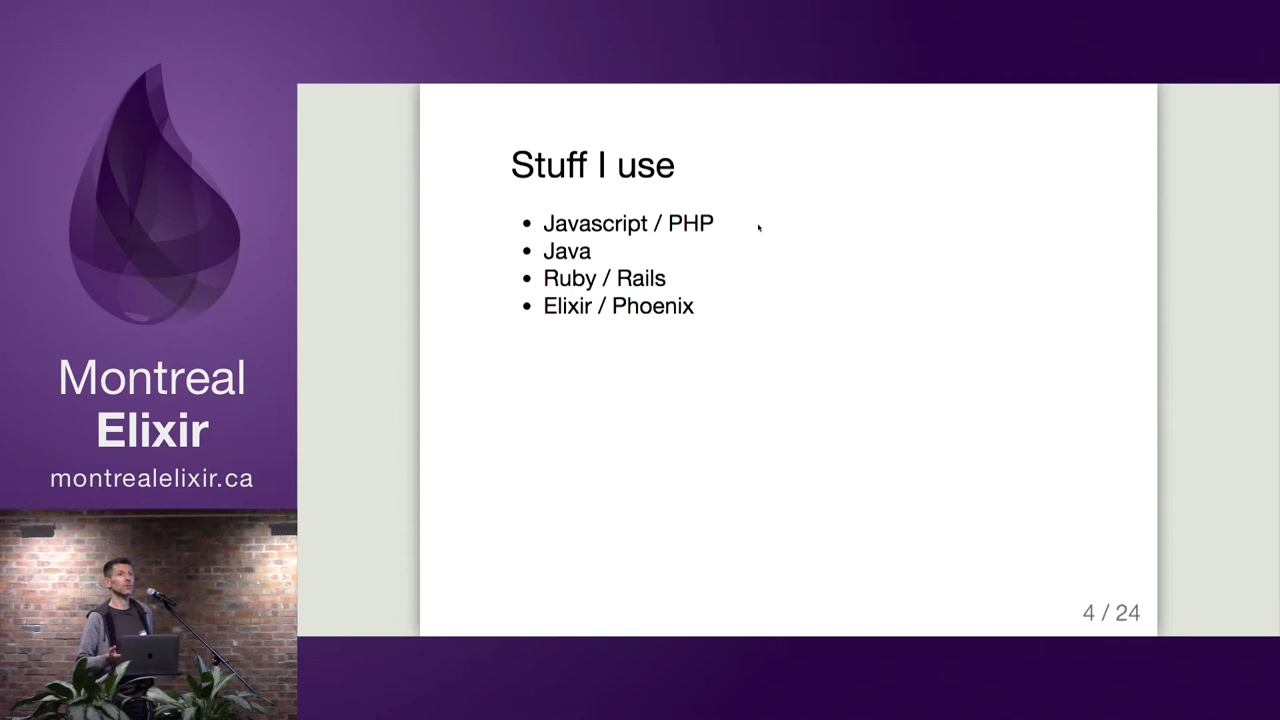 Montreal
Elixir
montrealelixir.ca
Stuff I use
• Javascript / PHP
• Java
• Ruby / Rails
• Elixir / Phoenix
4 / 24